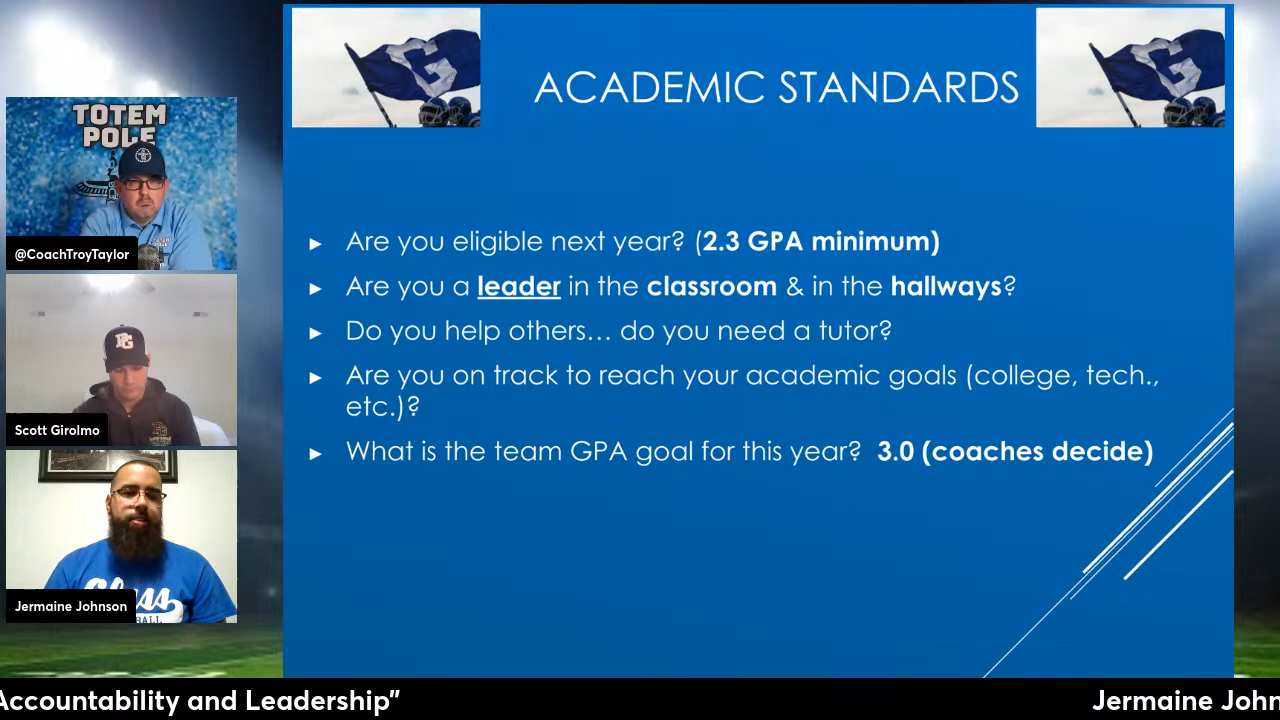 ACADEMIC STANDARDS
► Are you eligible next year? (2.3 GPA minimum)
► Are you a leader in the classroom & in the hallways?
► Do you help others... do you need a tutor?
► Are you on track to reach your academic goals (college, tech.,
etc.)?
► What is the team GPA goal for this year? 3.0 (coaches decide)
G
G
TOTEM
POLE
@CoachTroyTaylor
PG
Scott Girolmo
Jermaine Johnson
Accountability and Leadership"
Jermaine John